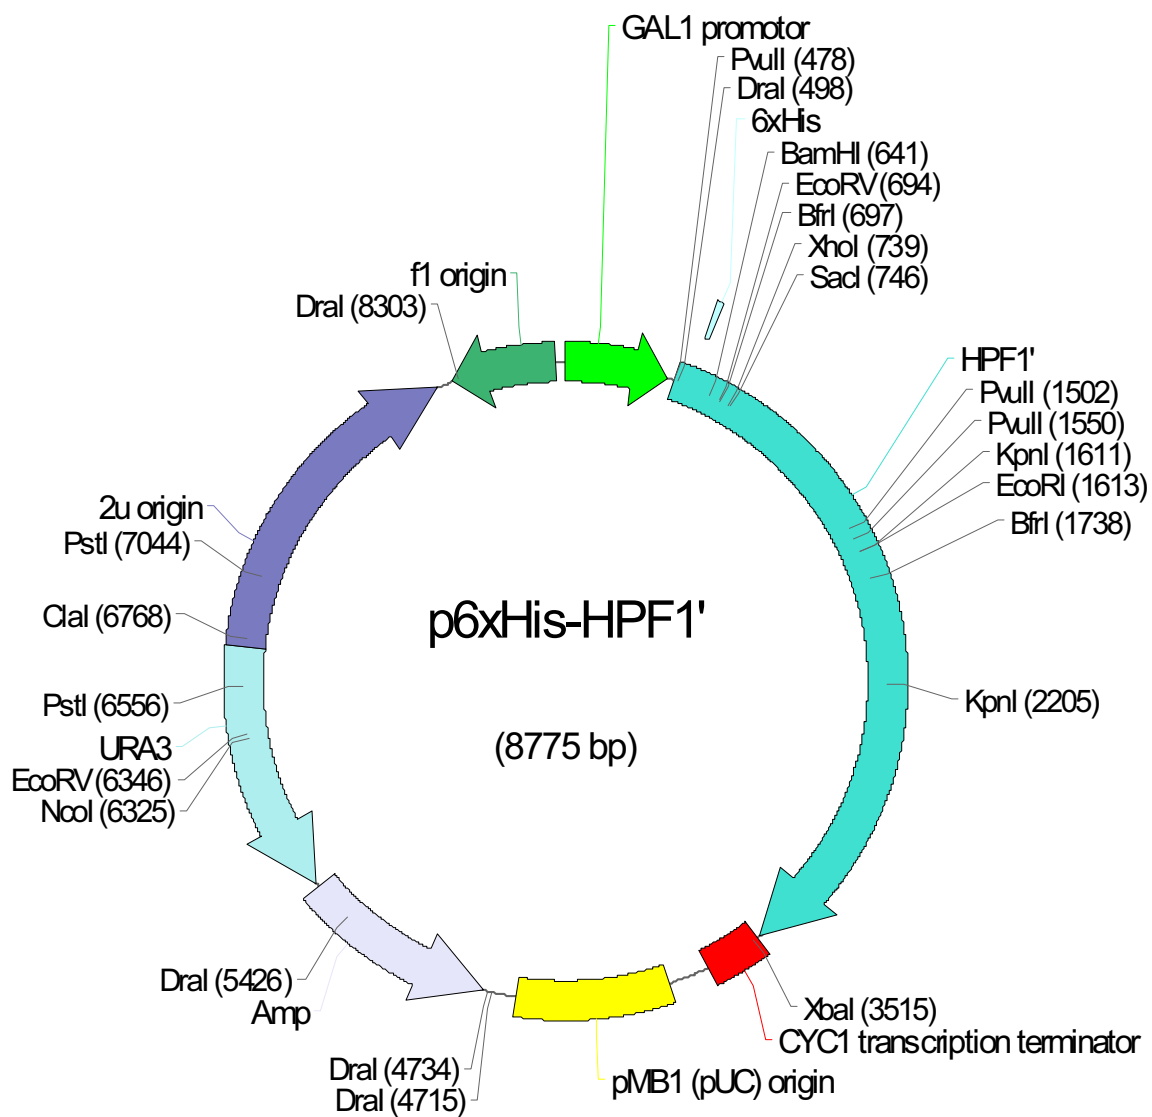 GAL1 promotor
PvuII (478)
DraI (498)
6xHis
BamHI (641)
EcoRV (694)
BfrI (697)
XhoI (739)
SacI (746)
f1 origin
DraI (8303)
HPF1'
PvuII (1502)
PvuII (1550)
KpnI (1611)
EcoRI (1613)
BfrI (1738)
2u origin
PstI (7044)
ClaI (6768)
p6xHis-HPF1'
PstI (6556)
KpnI (2205)
URA3
(8775 bp)
EcoRV (6346)
NcoI (6325)
DraI (5426)
Amp
XbaI (3515)
CYC1 transcription terminator
DraI (4734)
pMB1 (pUC) origin
DraI (4715)